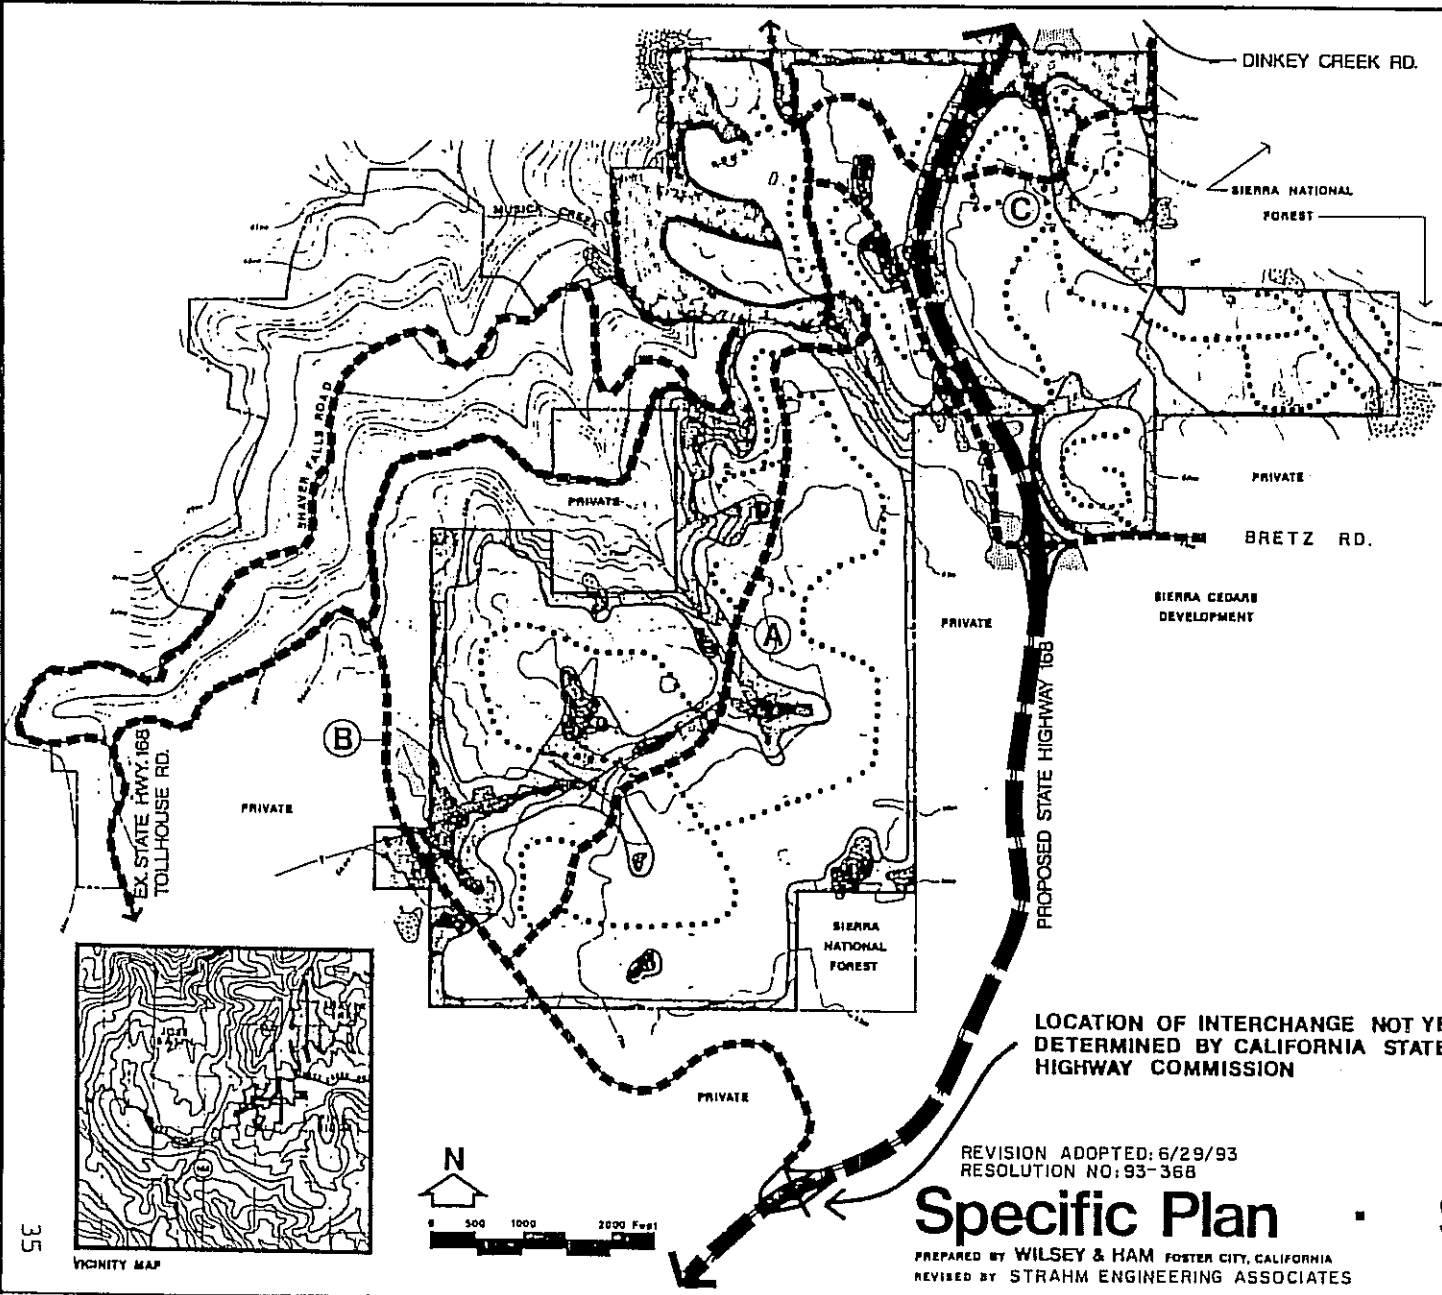 DINKEY CREEK RD.
SIERRA NATIONAL
FOREST
MUSICK CREEK
C
SHAVER FALLS ROAD
PRIVATE
PRIVATE
BRETZ RD.
SIERRA CEDARS
DEVELOPMENT
PRIVATE
A
B
EX. STATE HWY. 168
TOLLHOUSE RD.
PRIVATE
PROPOSED STATE HIGHWAY 168
SIERRA
NATIONAL
FOREST
LOCATION OF INTERCHANGE NOT YE
DETERMINED BY CALIFORNIA STATE
HIGHWAY COMMISSION
PRIVATE
N
0 500 1000 2000 Feet
REVISION ADOPTED: 6/29/93
RESOLUTION NO: 93-368
Specific Plan · S
PREPARED BY WILSEY & HAM FOSTER CITY, CALIFORNIA
REVISED BY STRAHM ENGINEERING ASSOCIATES
VICINITY MAP
35